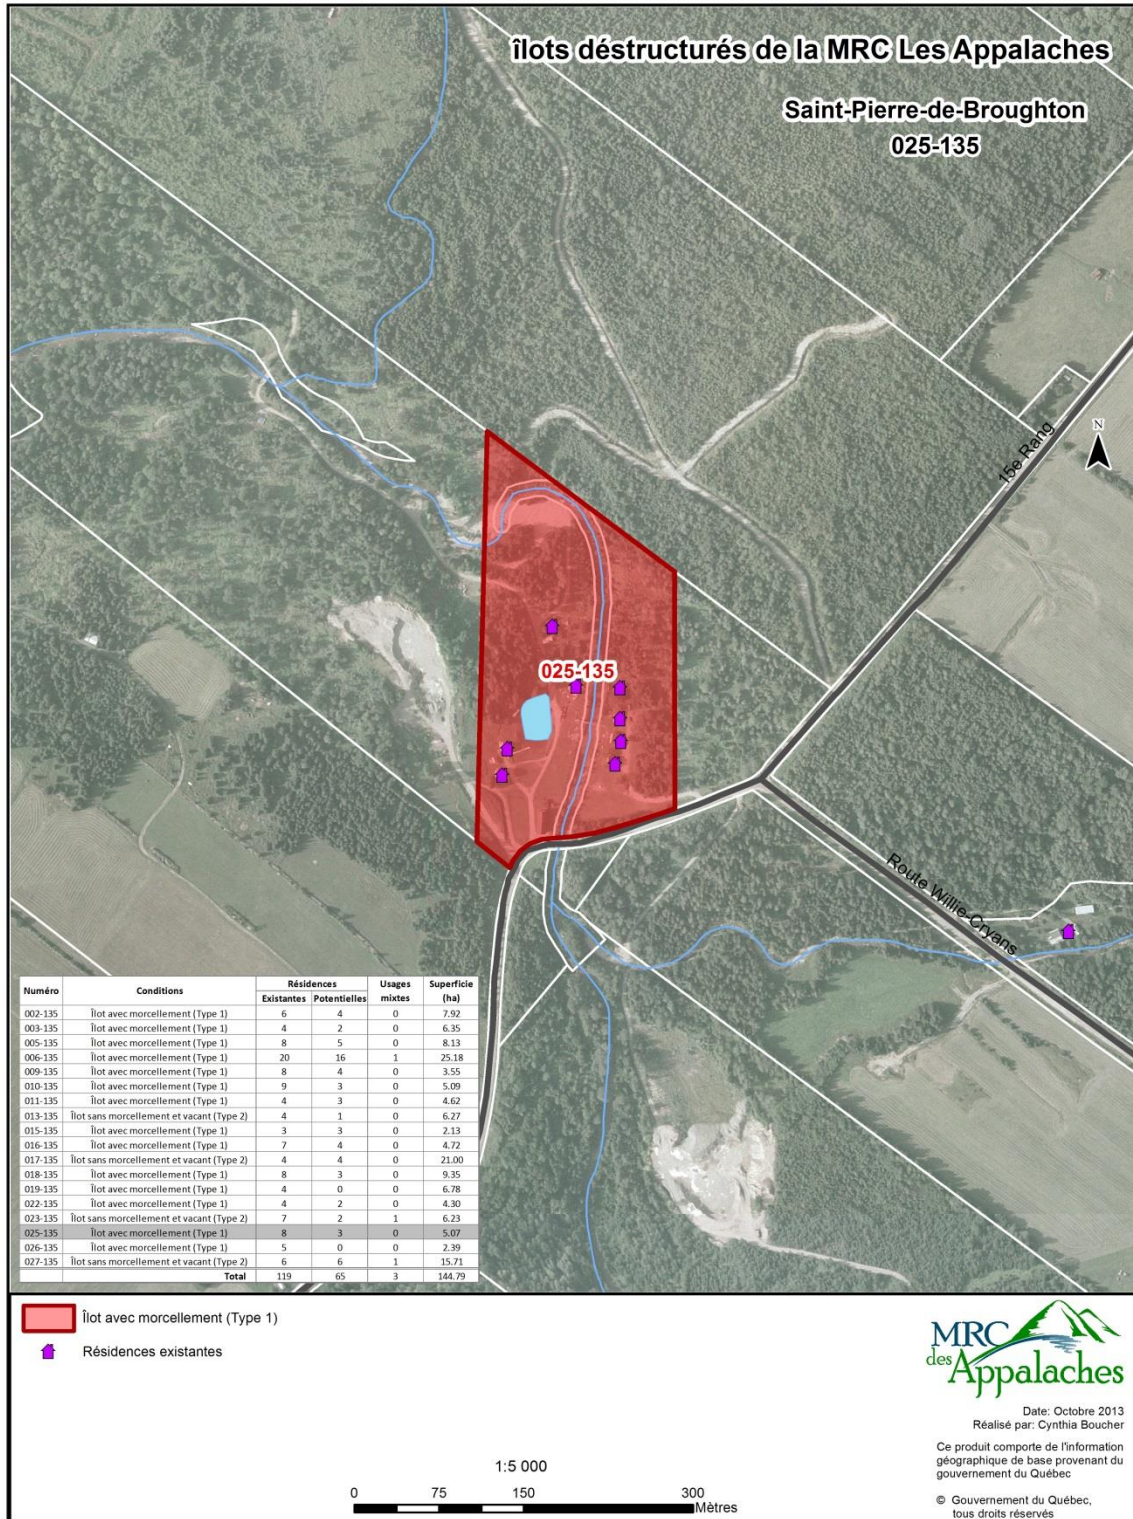 îlots déstructurés de la MRC Les Appalaches
Saint-Pierre-de-Broughton
025-135
15e Rang
N
025-135
Route Willie-Cryans
Numéro Conditions Résidences Usages mixtes Superficie (ha)
Existantes Potentielles
002-135 Îlot avec morcellement (Type 1) 6 4 0 7.92
003-135 Îlot avec morcellement (Type 1) 4 2 0 6.35
005-135 Îlot avec morcellement (Type 1) 8 5 0 8.13
006-135 Îlot avec morcellement (Type 1) 20 16 1 25.18
009-135 Îlot avec morcellement (Type 1) 8 4 0 3.55
010-135 Îlot avec morcellement (Type 1) 9 3 0 5.09
011-135 Îlot avec morcellement (Type 1) 4 3 0 4.62
013-135 Îlot sans morcellement et vacant (Type 2) 4 1 0 6.27
015-135 Îlot avec morcellement (Type 1) 3 3 0 2.13
016-135 Îlot avec morcellement (Type 1) 7 4 0 4.72
017-135 Îlot sans morcellement et vacant (Type 2) 4 4 0 21.00
018-135 Îlot avec morcellement (Type 1) 8 3 0 9.35
019-135 Îlot avec morcellement (Type 1) 4 0 0 6.78
022-135 Îlot avec morcellement (Type 1) 4 2 0 4.30
023-135 Îlot sans morcellement et vacant (Type 2) 7 2 1 6.23
025-135 Îlot avec morcellement (Type 1) 8 3 0 5.07
026-135 Îlot avec morcellement (Type 1) 5 0 0 2.39
027-135 Îlot sans morcellement et vacant (Type 2) 6 6 1 15.71
Total 119 65 3 144.79
Îlot avec morcellement (Type 1)
Résidences existantes
1:5 000
0 75 150 300
Mètres
MRC
des Appalaches
Date: Octobre 2013
Réalisé par: Cynthia Boucher
Ce produit comporte de l'information
géographique de base provenant du
gouvernement du Québec
© Gouvernement du Québec,
tous droits réservés